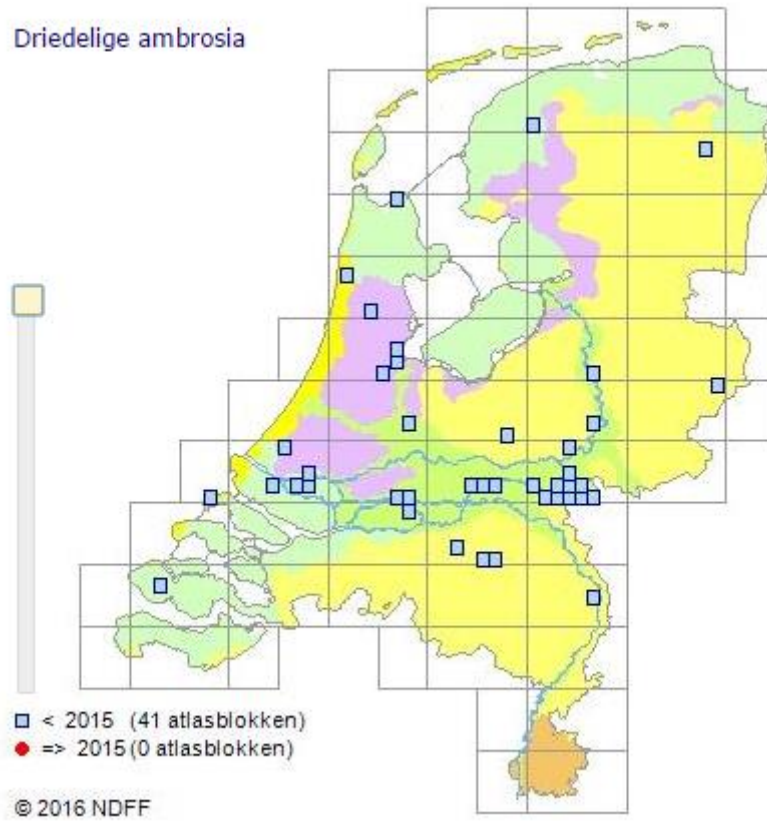 Driedelige ambrosia
< 2015 (41 atlasblokken)
=> 2015 (0 atlasblokken)
© 2016 NDFF